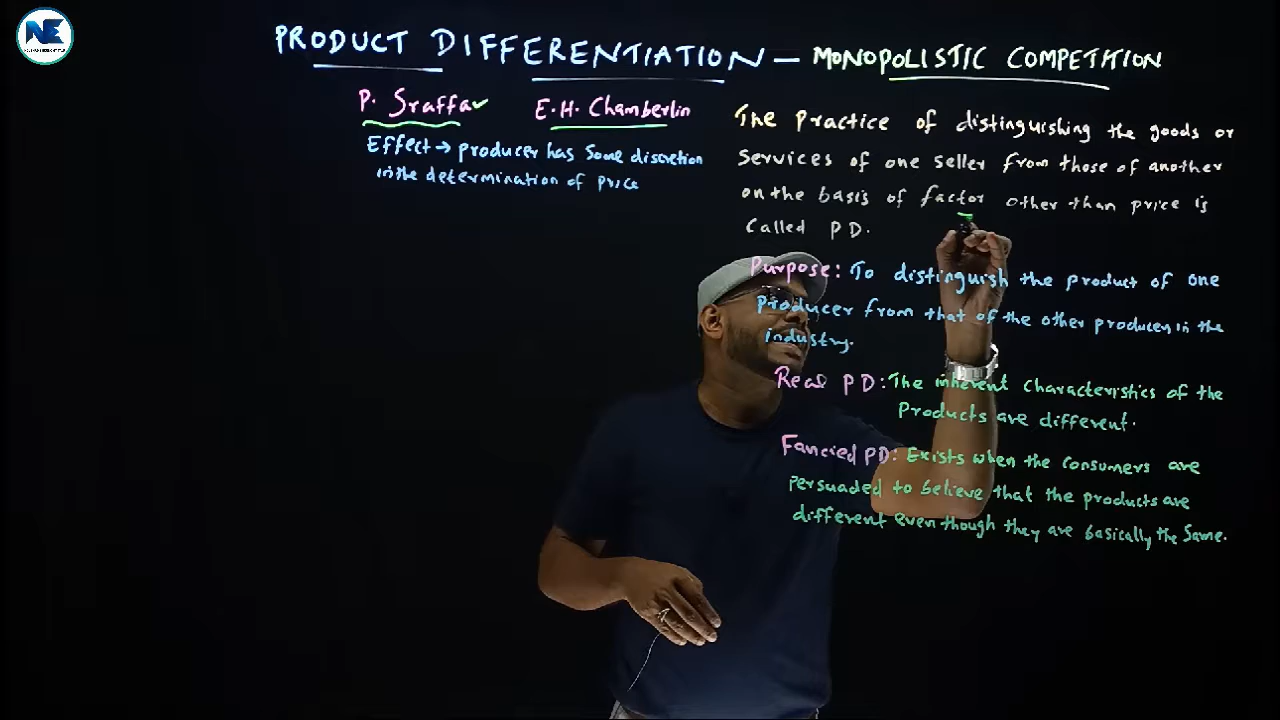 NE
PRODUCT DIFFERENTIATION — MONOPOLISTIC COMPETITION
P. Sraffa✓ E.H. Chamberlin
Effect → producer has some discretion
in the determination of price
The Practice of distinguishing the goods or
Services of one seller from those of another
on the basis of factor other than price is
Called PD.
Purpose: To distinguish the product of one
Producer from that of the other producer in the
industry.
Real PD: The inherent characteristics of the
Products are different.
Fancied PD: Exists when the consumers are
persuaded to believe that the products are
different even though they are basically the same.